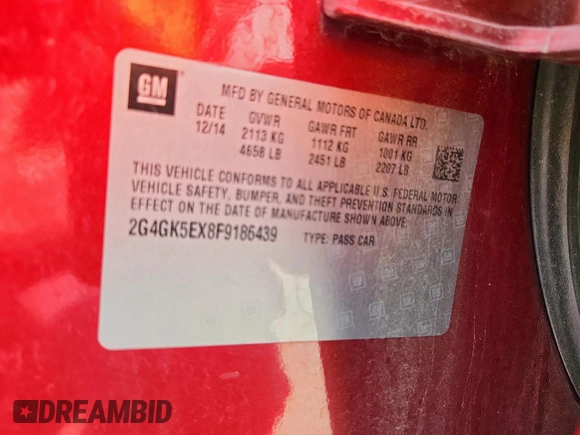 GM
MFD BY GENERAL MOTORS OF CANADA LTD.
DATE GVWR GAWR FRT GAWR RR
12/14 2113 KG 1112 KG 1001 KG
4658 LB 2451 LB 2207 LB
THIS VEHICLE CONFORMS TO ALL APPLICABLE U.S. FEDERAL MOTOR
VEHICLE SAFETY, BUMPER, AND THEFT PREVENTION STANDARDS IN
EFFECT ON THE DATE OF MANUFACTURE SHOWN ABOVE.
2G4GK5EX8F9186439 TYPE: PASS CAR
DREAMBID